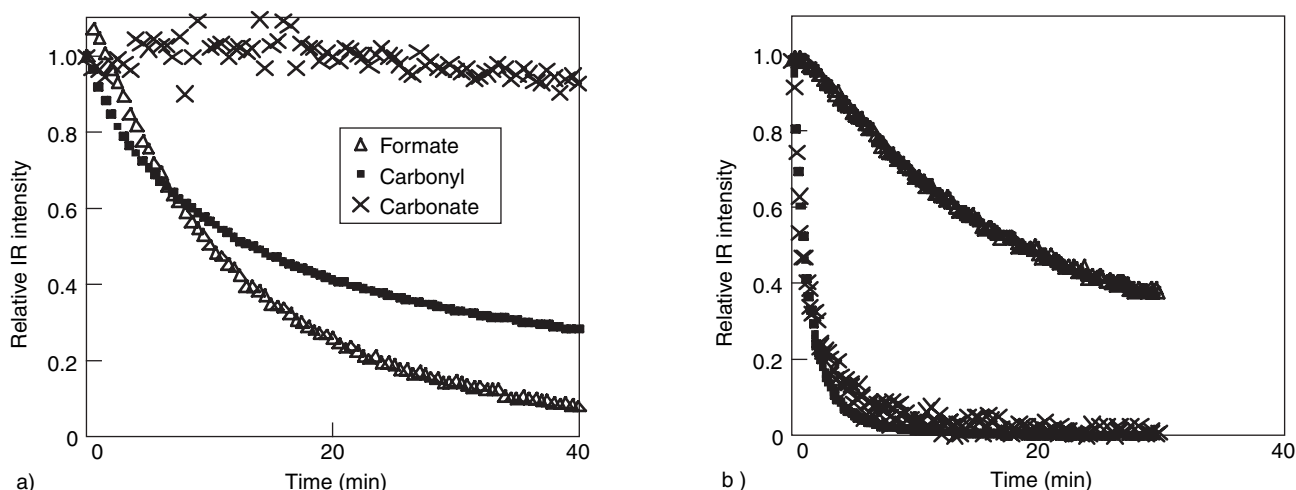 1.0
0.8
0.6
0.4
0.2
0
Relative IR intensity
Formate
Carbonyl
Carbonate
0
20
40
Time (min)
a)
1.0
0.8
0.6
0.4
0.2
0
Relative IR intensity
0
20
40
Time (min)
b )